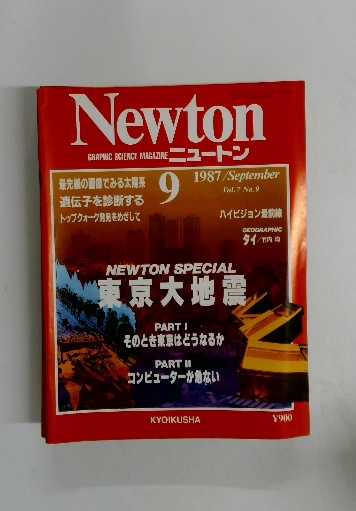 Newton
GRAPHIC SCIENCE MAGAZINE ニュートン
最先端の画像でみる太陽系
遺伝子を診断する
トップクォーク発見をめざして
9
1987/September
Vol.7 No.9
ハイビジョン最前線
GEOGRAPHIC
タイ/竹内 均
NEWTON SPECIAL
東京大地震
PART I
そのとき東京はどうなるか
PART II
コンピューターが危ない
KYOIKUSHA
¥900